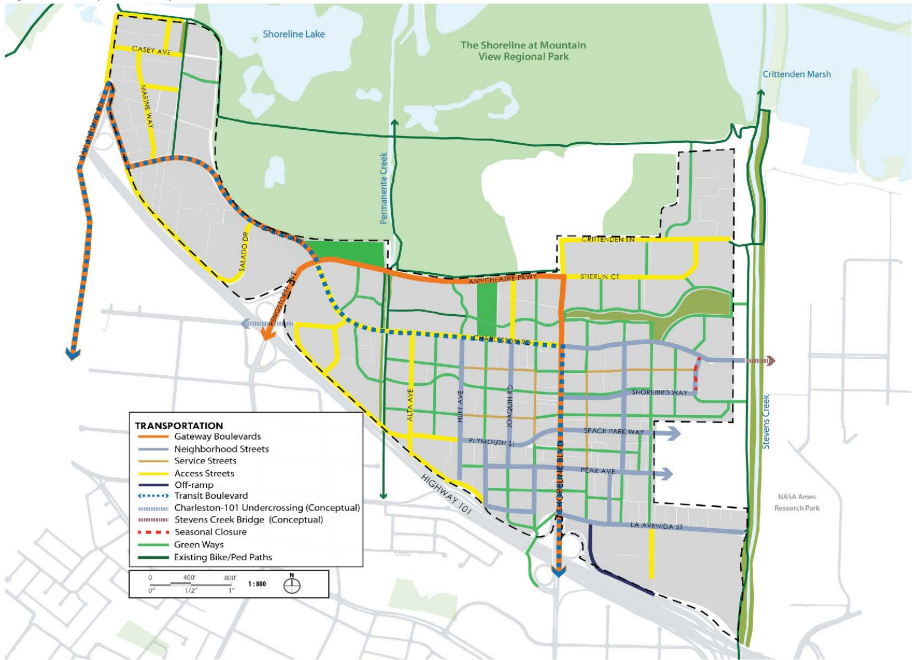 Shoreline Lake
The Shoreline at Mountain
View Regional Park
Crittenden Marsh
CASEY AVE
MARINE WAY
Permanente Creek
SALADO DR
CRITTENDEN LN
STIERLIN CT
AMPITHEATRE PKWY
CHARLESTON RD
SHOREBIRD WAY
ALTA AVE
HUFF AVE
JOAQUIN RD
SPACE PARK WAY
PLYMOUTH St
PEAR AVE
SHORELINE BLVD
Stevens Creek
HIGHWAY 101
LA AVENIDA ST
NASA Ames
Research Park
TRANSPORTATION
Gateway Boulevards
Neighborhood Streets
Service Streets
Access Streets
Off-ramp
Transit Boulevard
Charleston-101 Undercrossing (Conceptual)
Stevens Creek Bridge (Conceptual)
Seasonal Closure
Green Ways
Existing Bike/Ped Paths
0 400' 800'
0" 1/2" 1"
1:800
N